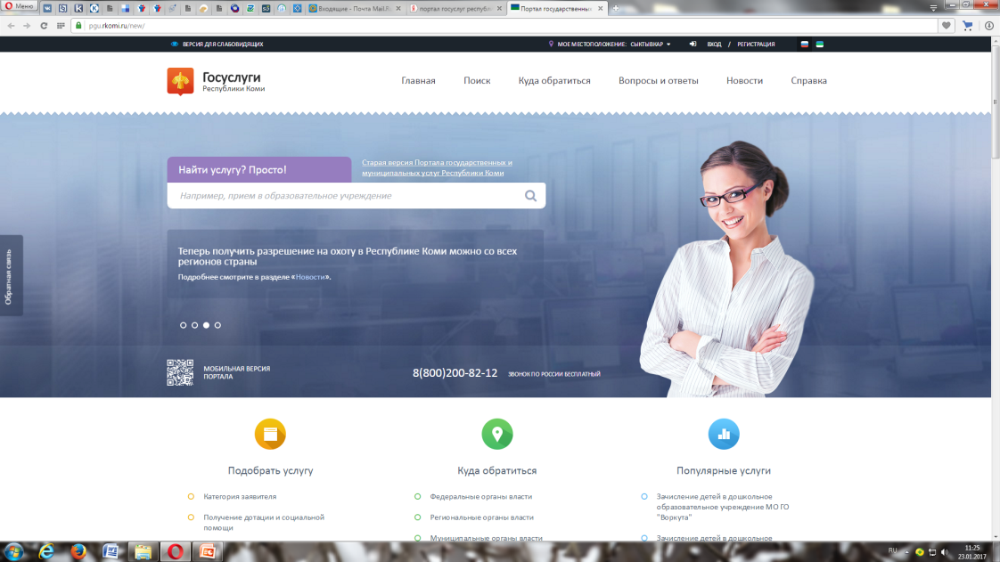 Меню
Входящие - Почта Mail.R
портал госуслуг республ
Портал государственных
pgu.rkomi.ru/new/
ВЕРСИЯ ДЛЯ СЛАБОВИДЯЩИХ
МОЕ МЕСТОПОЛОЖЕНИЕ: СЫКТЫВКАР
ВХОД / РЕГИСТРАЦИЯ
Госуслуги
Республики Коми
Главная
Поиск
Куда обратиться
Вопросы и ответы
Новости
Справка
Найти услугу? Просто!
Старая версия Портала государственных и
муниципальных услуг Республики Коми
Например, прием в образовательное учреждение
Обратная связь
Теперь получить разрешение на охоту в Республике Коми можно со всех
регионов страны
Подробнее смотрите в разделе «Новости».
МОБИЛЬНАЯ ВЕРСИЯ
ПОРТАЛА
8(800)200-82-12
ЗВОНОК ПО РОССИИ БЕСПЛАТНЫЙ
Подобрать услугу
Категория заявителя
Получение дотации и социальной
помощи
Куда обратиться
Федеральные органы власти
Региональные органы власти
Муниципальные органы власти
Популярные услуги
Зачисление детей в дошкольное
образовательное учреждение МО ГО
"Воркута"
Зачисление детей в дошкольное
RU
11:25
23.01.2017